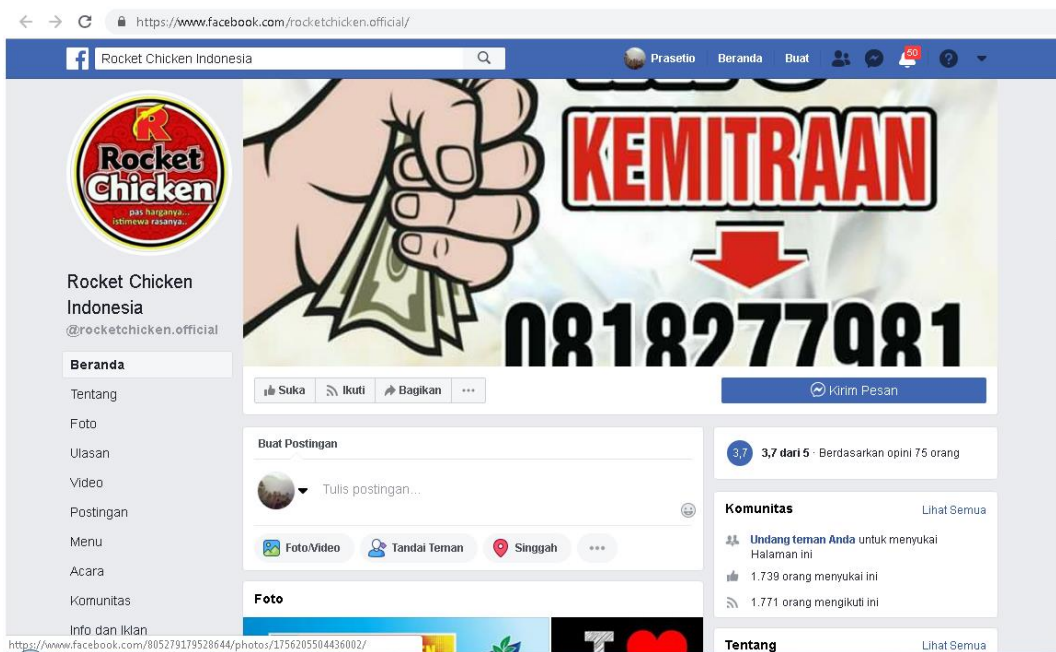 https://www.facebook.com/rocketchicken.official/
Rocket Chicken Indonesia
Prasetio
Beranda
Buat
50
R
Rocket
Chicken
pas harganya...
istimewa rasanya..
KEMITRAAN
0818277981
Rocket Chicken
Indonesia
@rocketchicken.official
Beranda
Tentang
Foto
Ulasan
Video
Postingan
Menu
Acara
Komunitas
Info dan Iklan
Suka
Ikuti
Bagikan
Kirim Pesan
Buat Postingan
Tulis postingan...
Foto/Video
Tandai Teman
Singgah
Foto
I
3,7
3,7 dari 5 · Berdasarkan opini 75 orang
Komunitas
Lihat Semua
Undang teman Anda untuk menyukai
Halaman ini
1.739 orang menyukai ini
1.771 orang mengikuti ini
Tentang
Lihat Semua
https://www.facebook.com/805279179528644/photos/1756205504436002/